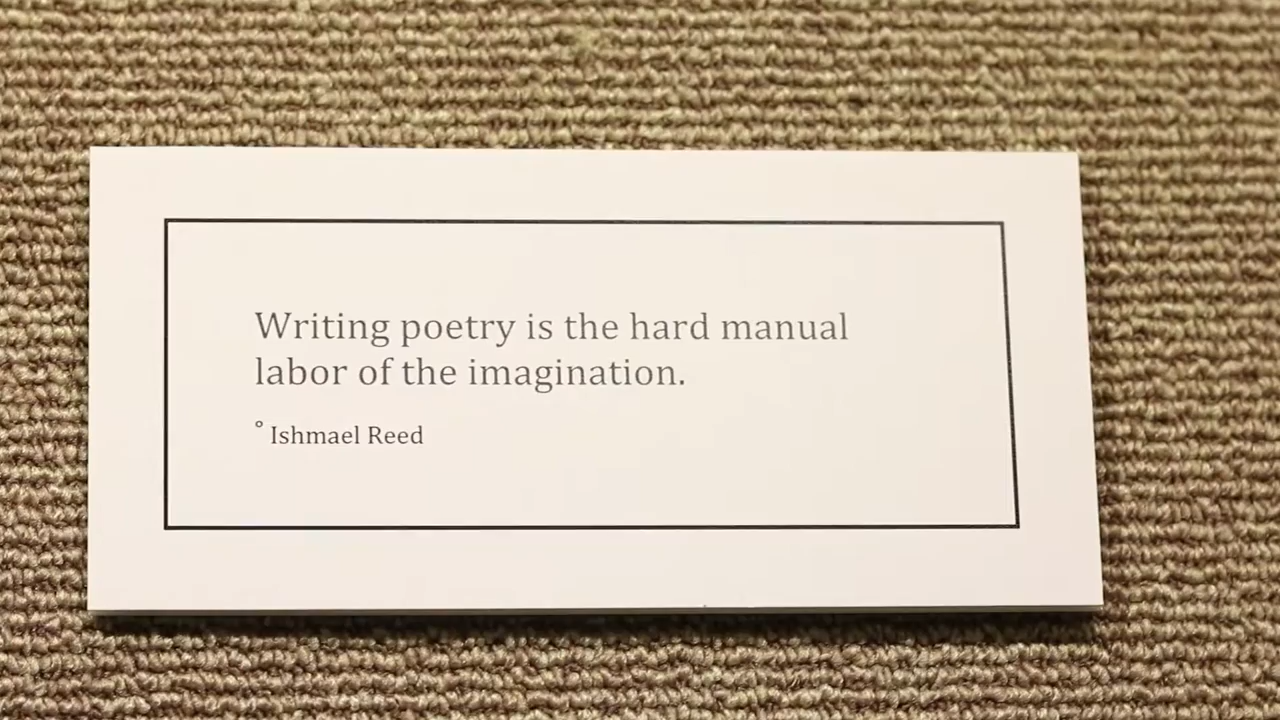 Writing poetry is the hard manual
labor of the imagination.
° Ishmael Reed